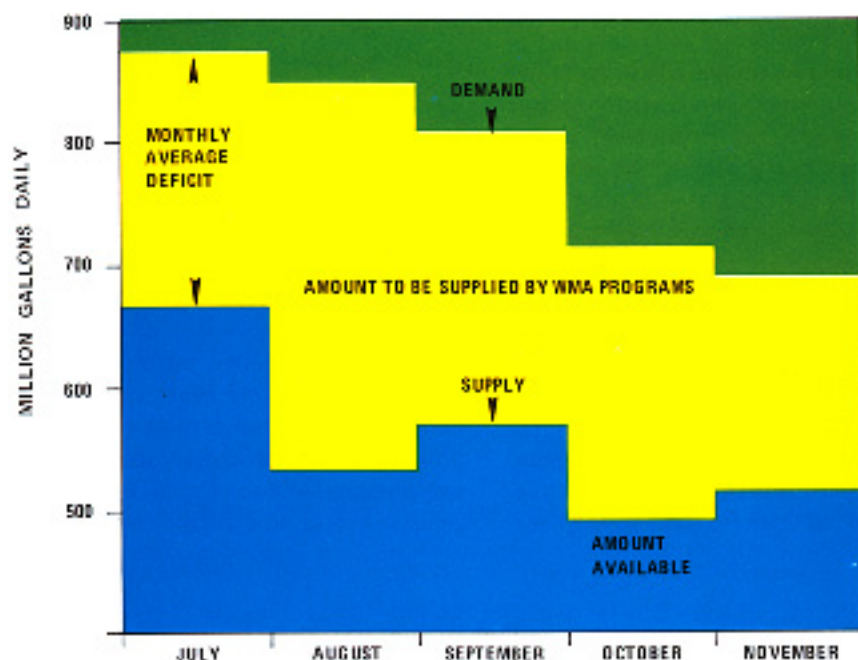 900
800
700
600
500
MILLION GALLONS DAILY
DEMAND
MONTHLY
AVERAGE
DEFICIT
AMOUNT TO BE SUPPLIED BY WMA PROGRAMS
SUPPLY
AMOUNT
AVAILABLE
JULY
AUGUST
SEPTEMBER
OCTOBER
NOVEMBER